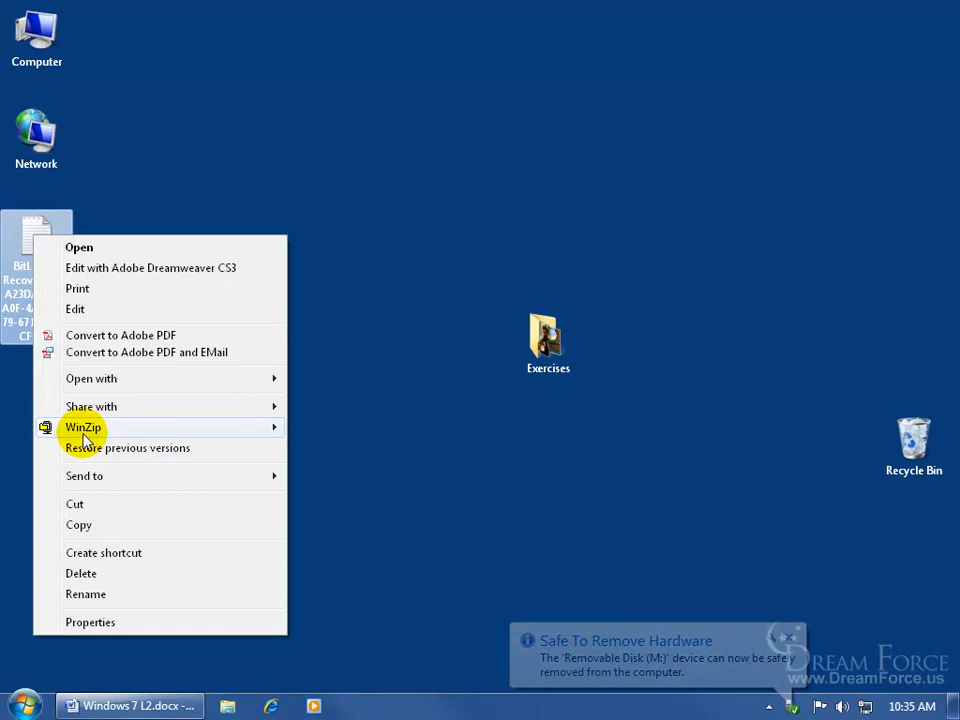 Computer
Network
BitL
Recov
A23D
A0F-4
79-67
CF
Open
Edit with Adobe Dreamweaver CS3
Print
Edit
Convert to Adobe PDF
Convert to Adobe PDF and EMail
Open with
Share with
WinZip
Restore previous versions
Send to
Cut
Copy
Create shortcut
Delete
Rename
Properties
Exercises
Recycle Bin
Safe To Remove Hardware
The 'Removable Disk (M:)' device can now be safely
removed from the computer.
DREAM FORCE
www.DreamForce.us
Windows 7 L2.docx - ...
10:35 AM